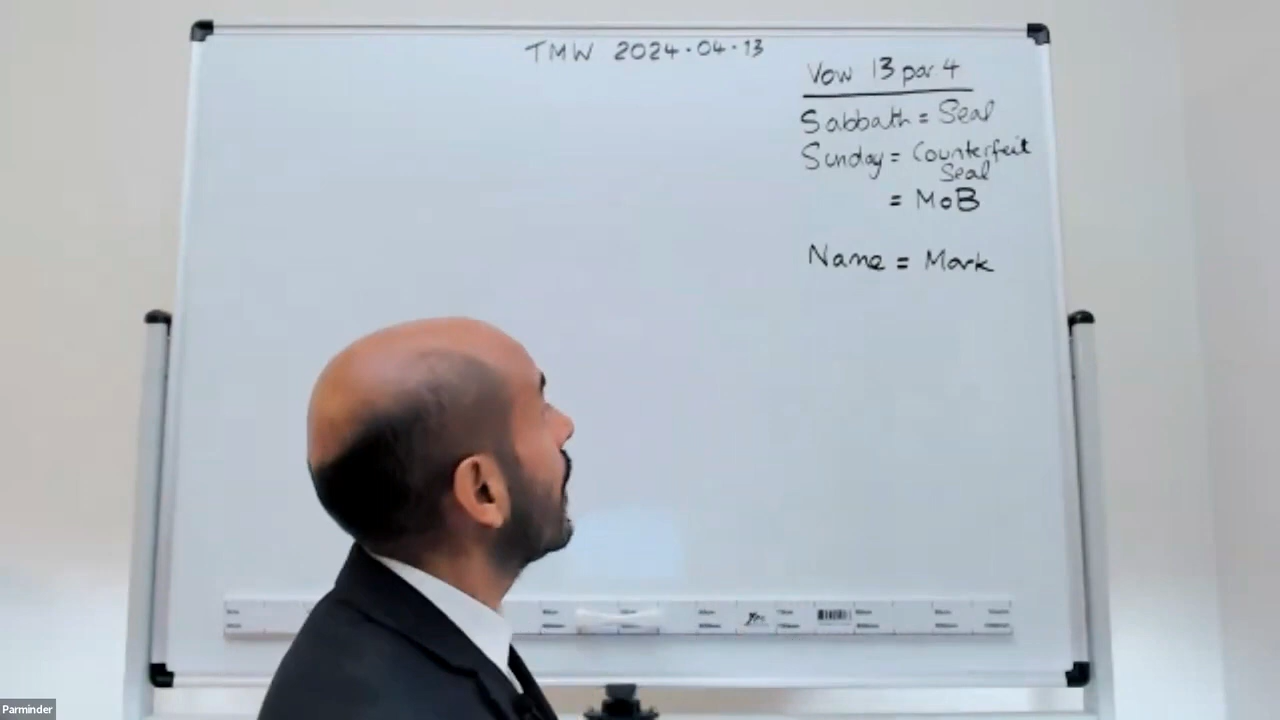 TMW 2024.04.13
Vow 13 par.4
Sabbath = Seal
Sunday = Counterfeit
Seal
= MoB
Name = Mark
Parminder